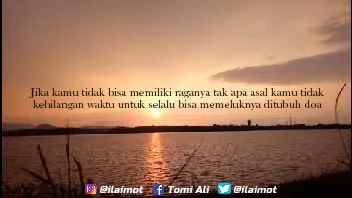 Jika kamu tidak bisa memiliki raganya tak apa asal kamu tidak
kehilangan waktu untuk selalu bisa memeluknya ditubuh doa
@ilaimot Tomi Ali @ilaimot